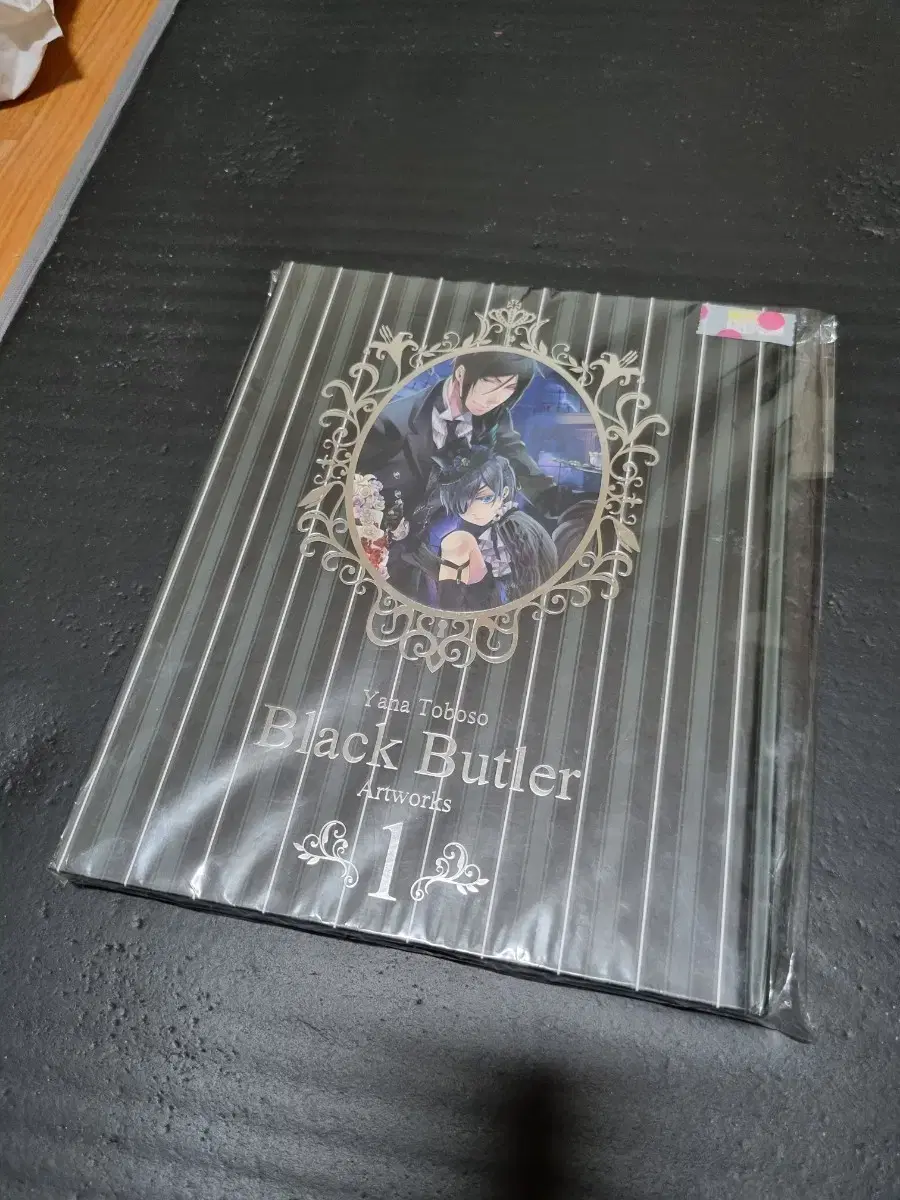 Yana Toboso
Black Butler
Artworks
1